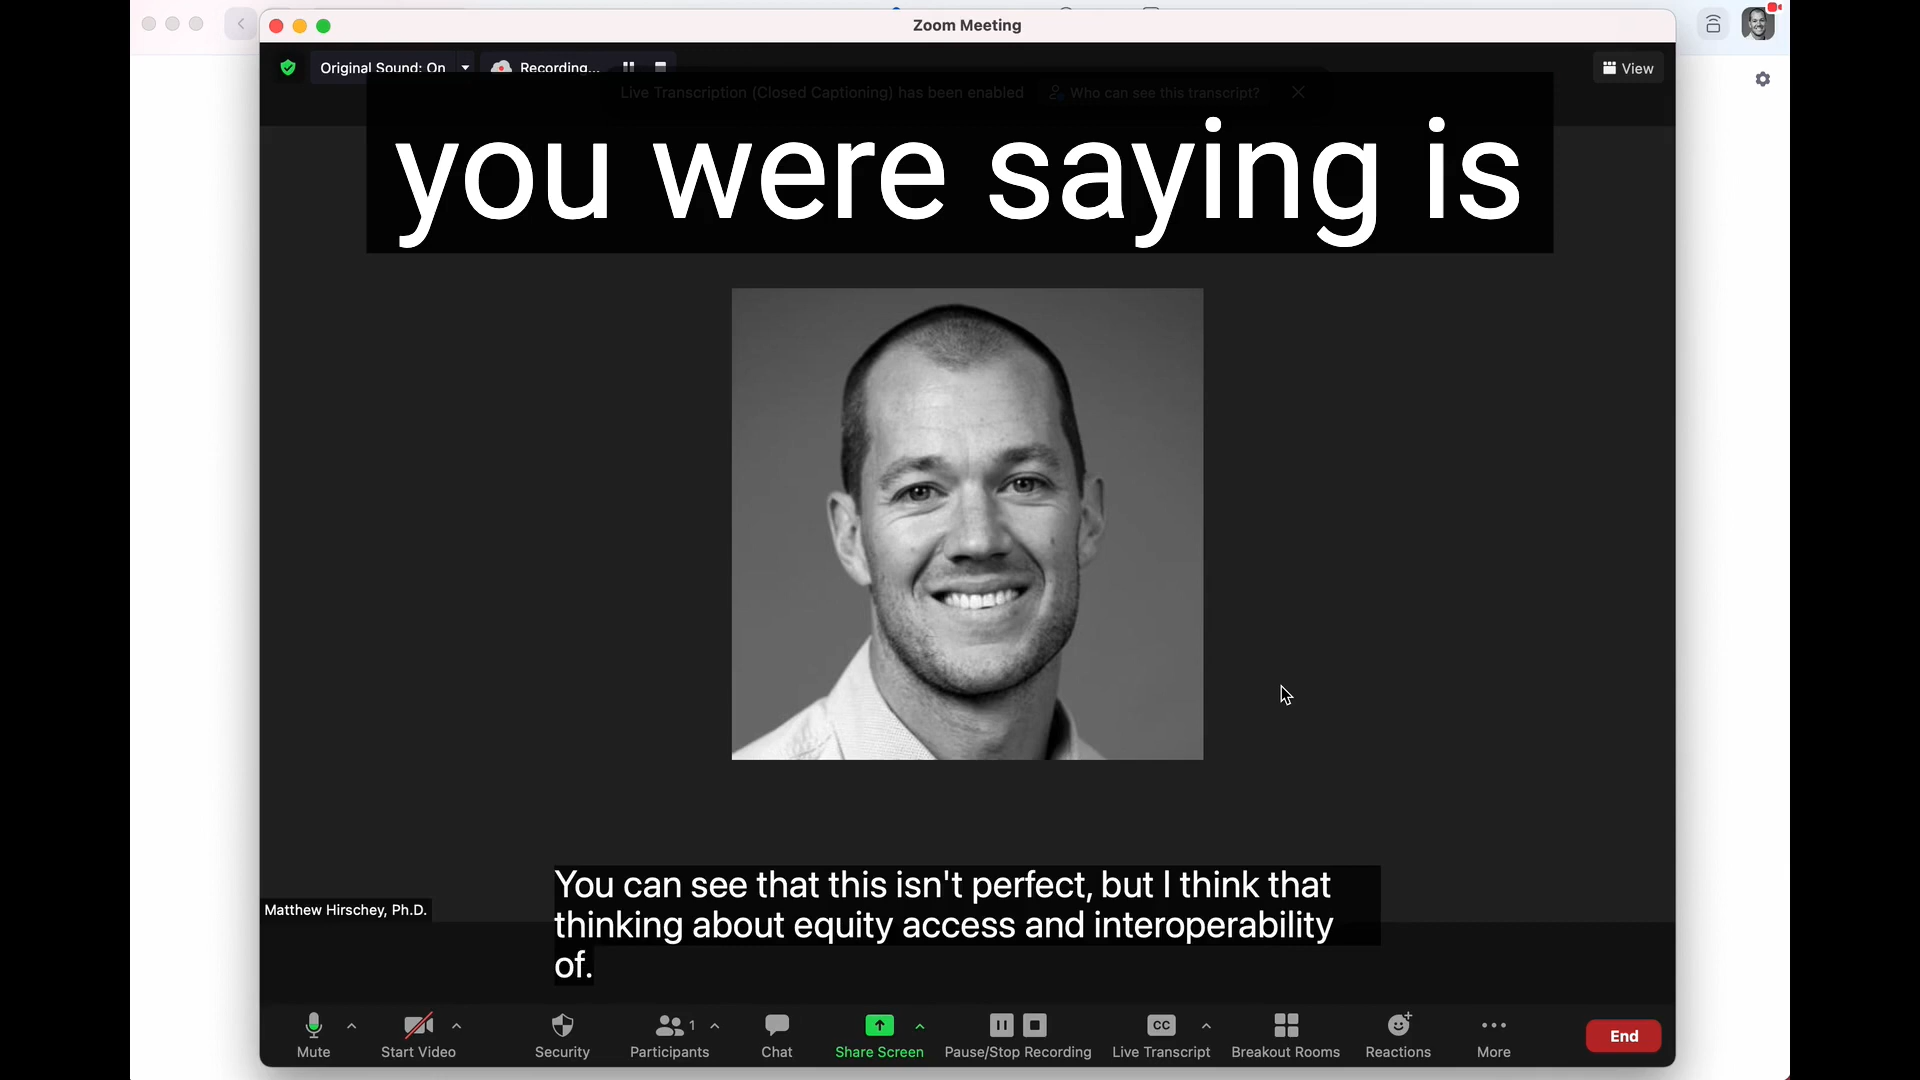 Zoom Meeting
Original Sound: On
Recording...
View
Live Transcription (Closed Captioning) has been enabled
Who can see this transcript?
you were saying is
Matthew Hirschey, Ph.D.
You can see that this isn't perfect, but I think that
thinking about equity access and interoperability
of.
1
CC
Mute
Start Video
Security
Participants
Chat
Share Screen
Pause/Stop Recording
Live Transcript
Breakout Rooms
Reactions
More
End